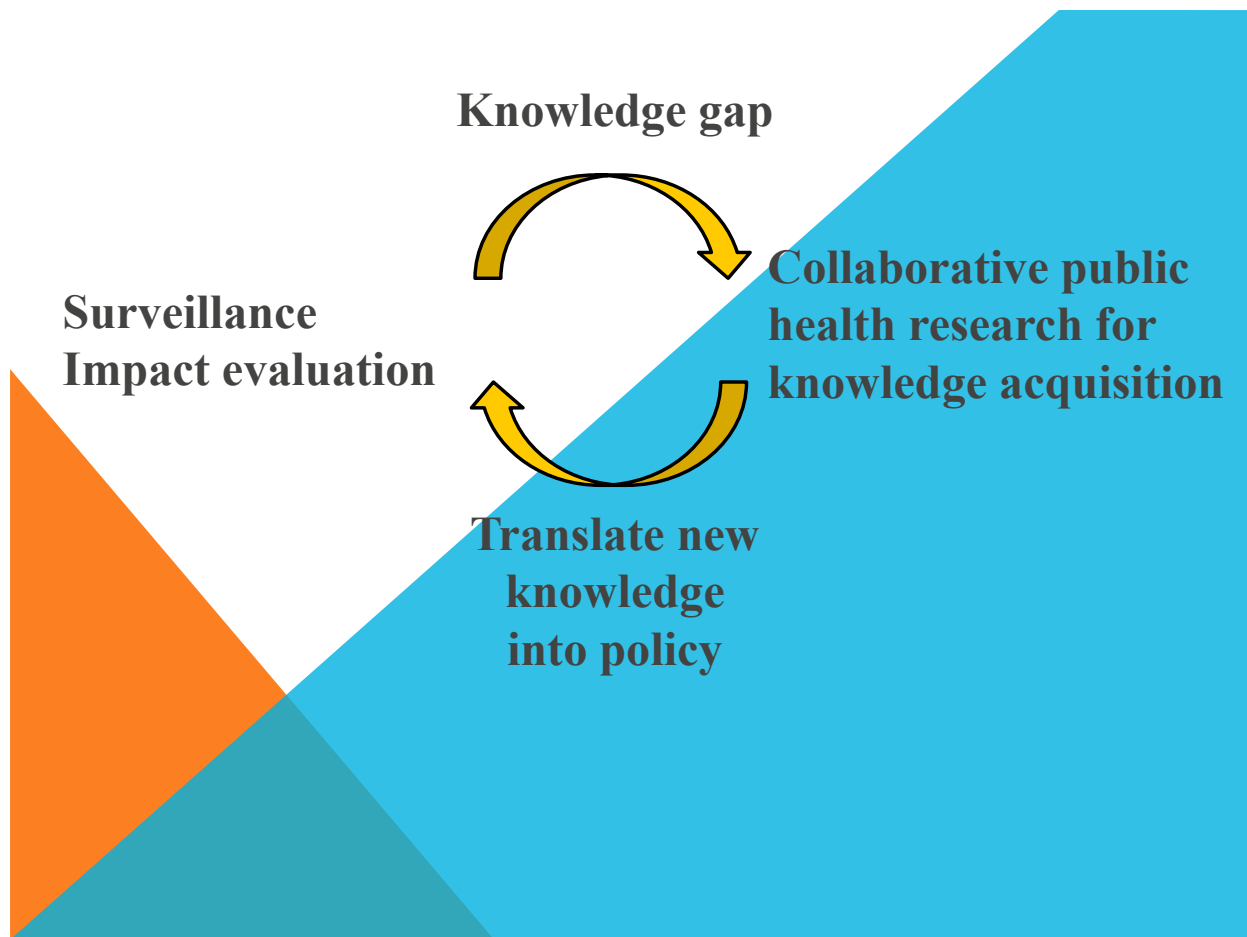 Knowledge gap
Collaborative public
health research for
knowledge acquisition
Surveillance
Impact evaluation
Translate new
knowledge
into policy